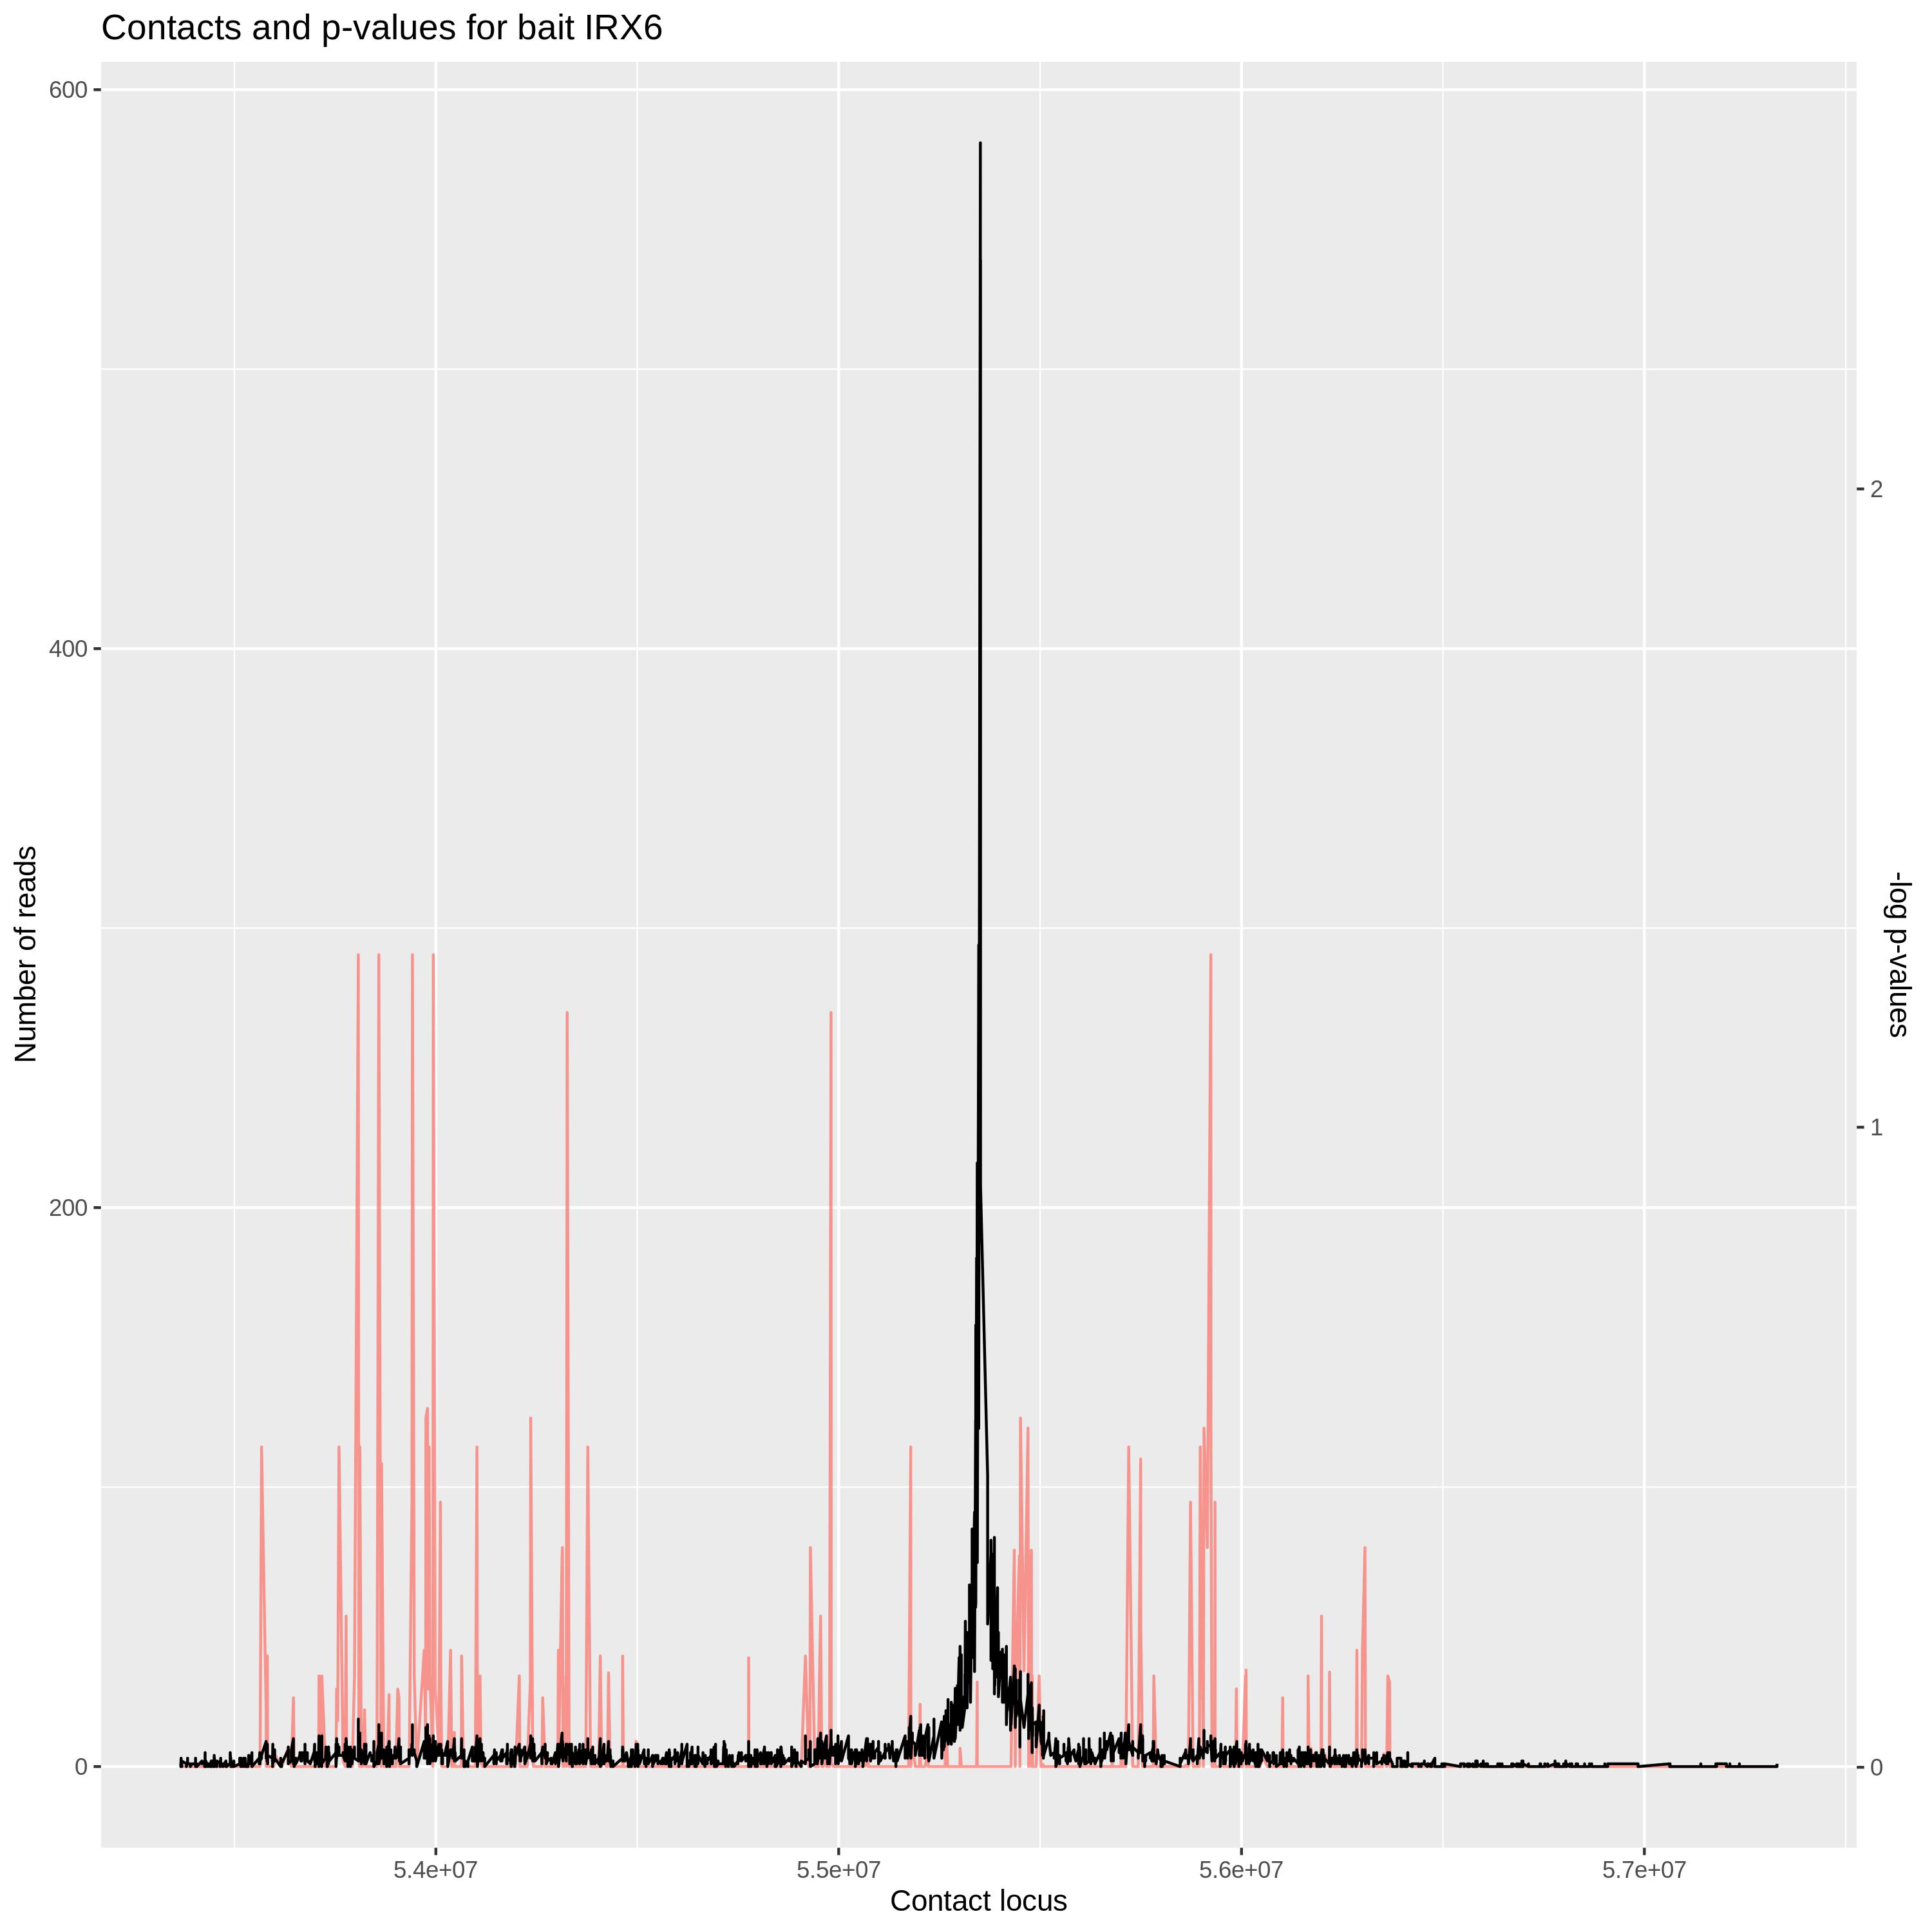 Contacts and p-values for bait IRX6
600
400
200
0
Number of reads
2
1
0
-log p-values
5.4e+07
5.5e+07
5.6e+07
5.7e+07
Contact locus